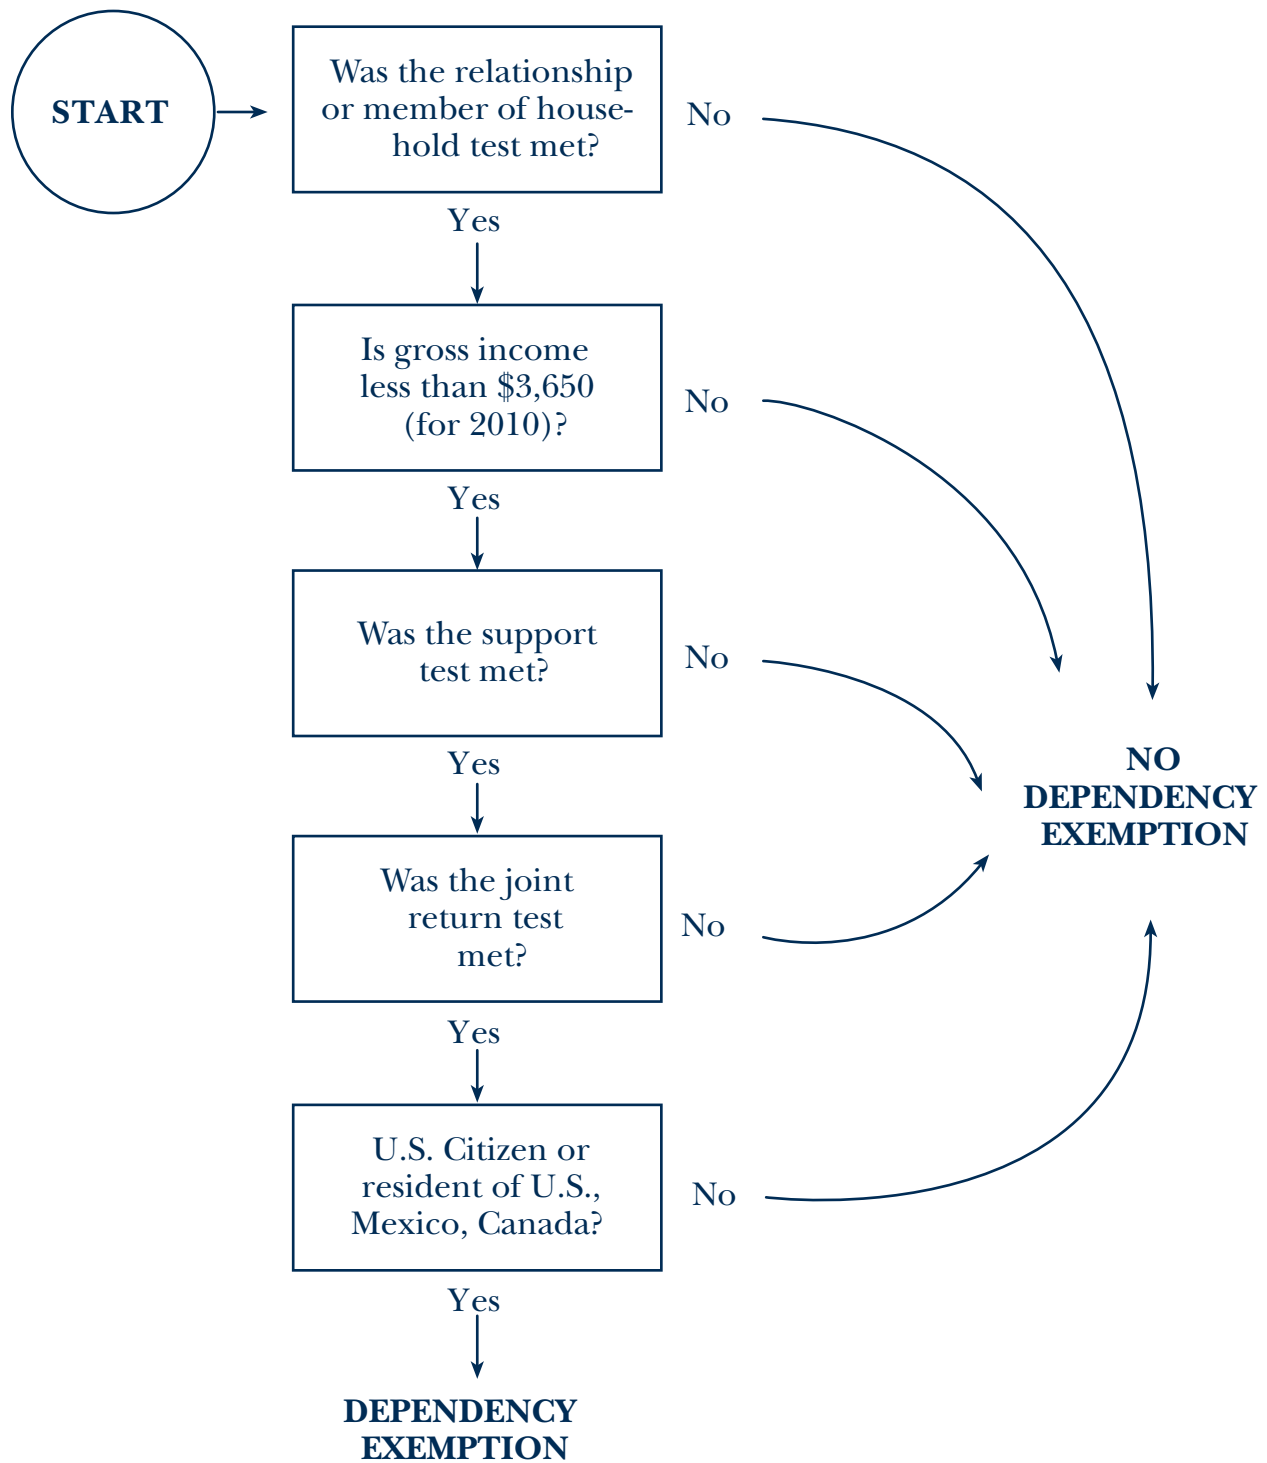 START
Was the relationship
or member of house-
hold test met?
No
Yes
Is gross income
less than $3,650
(for 2010)?
No
Yes
Was the support
test met?
No
Yes
NO
DEPENDENCY
EXEMPTION
Was the joint
return test
met?
No
Yes
U.S. Citizen or
resident of U.S.,
Mexico, Canada?
No
Yes
DEPENDENCY
EXEMPTION